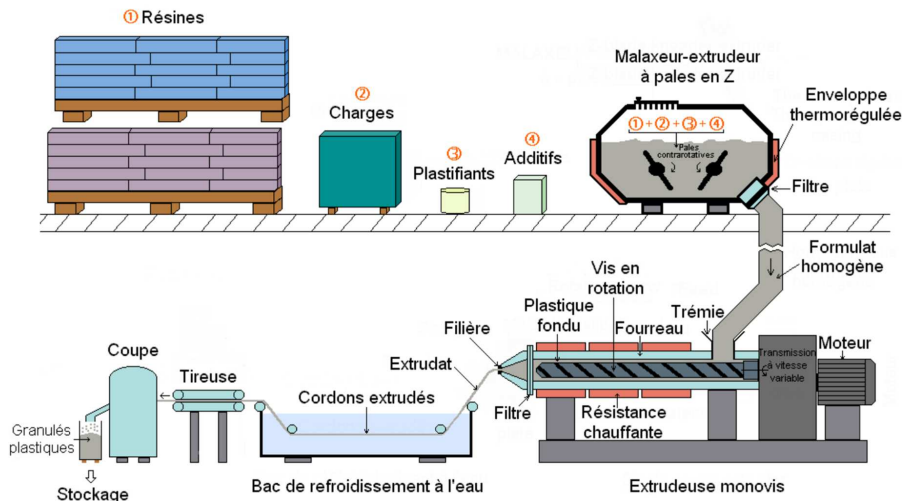 ① Résines
② Charges
③ Plastifiants
④ Additifs
Malaxeur-extrudeur
à pales en Z
① + ② + ③ + ④
Pales
contrarotatives
Enveloppe
thermorégulée
Filtre
Formulat
homogène
Vis en
rotation
Plastique
fondu
Fourreau
Trémie
Filière
Extrudat
Transmission
à vitesse
variable
Moteur
Coupe
Tireuse
Cordons extrudés
Filtre
Résistance
chauffante
Granulés
plastiques
Stockage
Bac de refroidissement à l'eau
Extrudeuse monovis